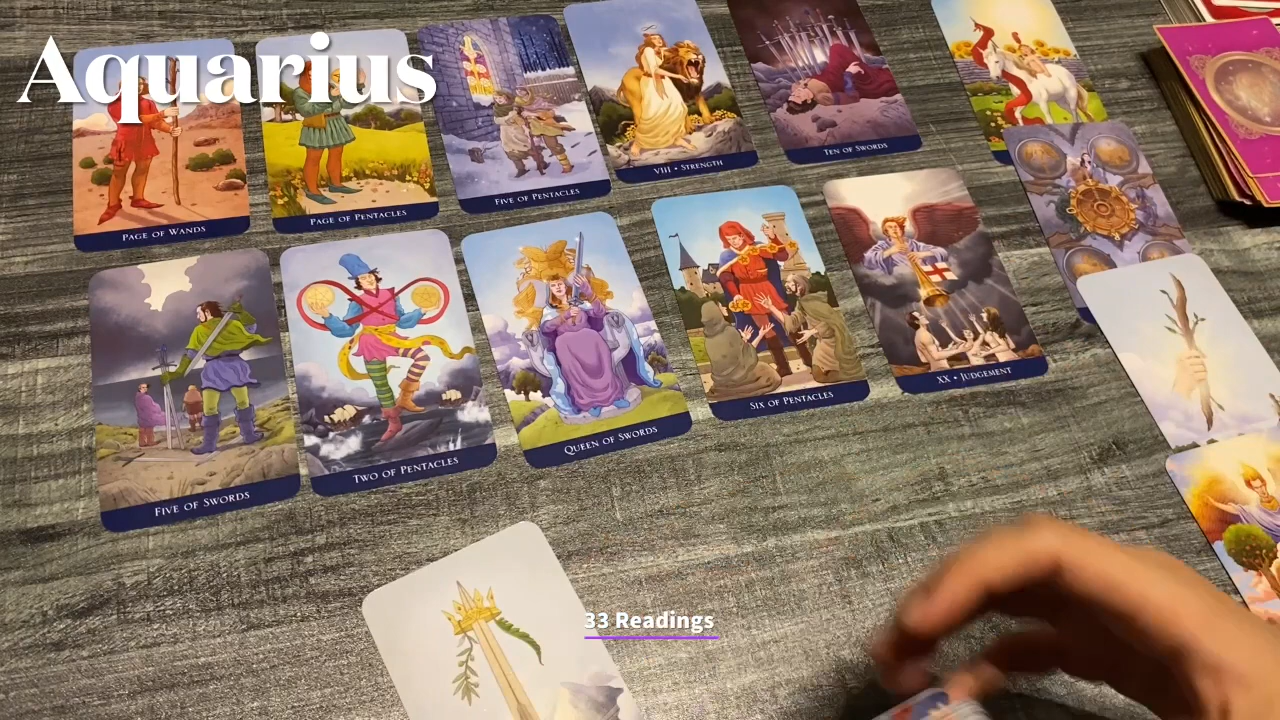 Aquarius
PAGE OF WANDS
PAGE OF PENTACLES
FIVE OF PENTACLES
VIII • STRENGTH
TEN OF SWORDS
FIVE OF SWORDS
TWO OF PENTACLES
QUEEN OF SWORDS
SIX OF PENTACLES
XX • JUDGEMENT
33 Readings